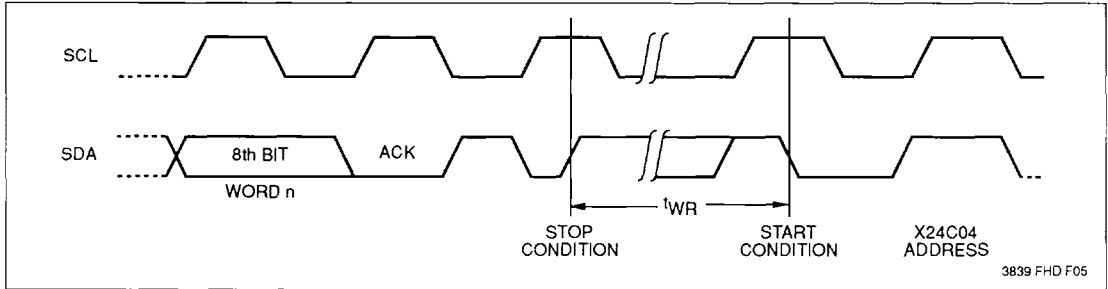 SCL
SDA
8th BIT
ACK
WORD n
tWR
STOP
CONDITION
START
CONDITION
X24C04
ADDRESS
3839 FHD F05